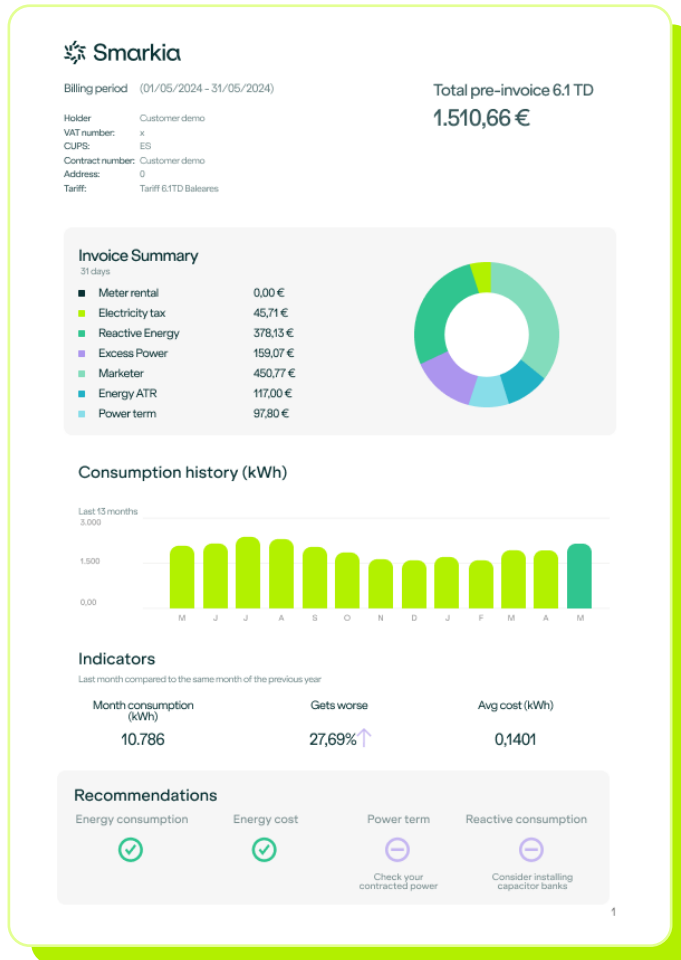 Smarkia
Billing period (01/05/2024 - 31/05/2024)
Total pre-invoice 6.1 TD
1.510,66 €
Holder Customer demo
VAT number: x
CUPS: ES
Contract number: Customer demo
Address: 0
Tariff: Tariff 6.1TD Baleares
Invoice Summary
31 days
Meter rental 0,00 €
Electricity tax 45,71 €
Reactive Energy 378,13 €
Excess Power 159,07 €
Marketer 450,77 €
Energy ATR 117,00 €
Power term 97,80 €
Consumption history (kWh)
Last 13 months
3.000
1.500
0,00
M J J A S O N D J F M A M
Indicators
Last month compared to the same month of the previous year
Month consumption
(kWh)
10.786
Gets worse
27,69%
Avg cost (kWh)
0,1401
Recommendations
Energy consumption
Energy cost
Power term
Check your
contracted power
Reactive consumption
Consider installing
capacitor banks
1